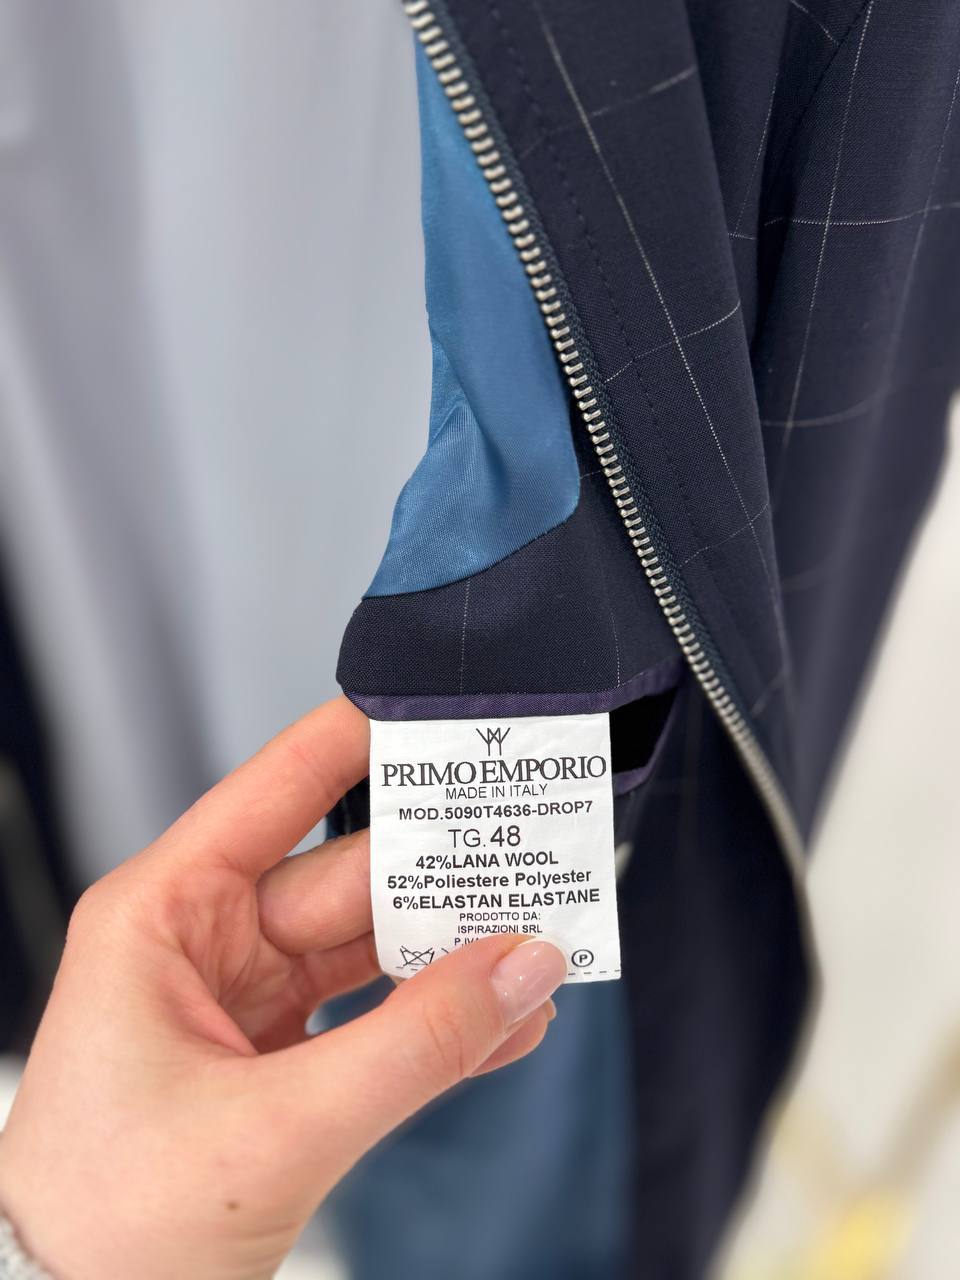 PRIMO EMPORIO
MADE IN ITALY
MOD.5090T4636-DROP7
TG. 48
42%LANA WOOL
52%Poliestere Polyester
6%ELASTAN ELASTANE
PRODOTTO DA:
ISPIRAZIONI SRL
P.IVA
P